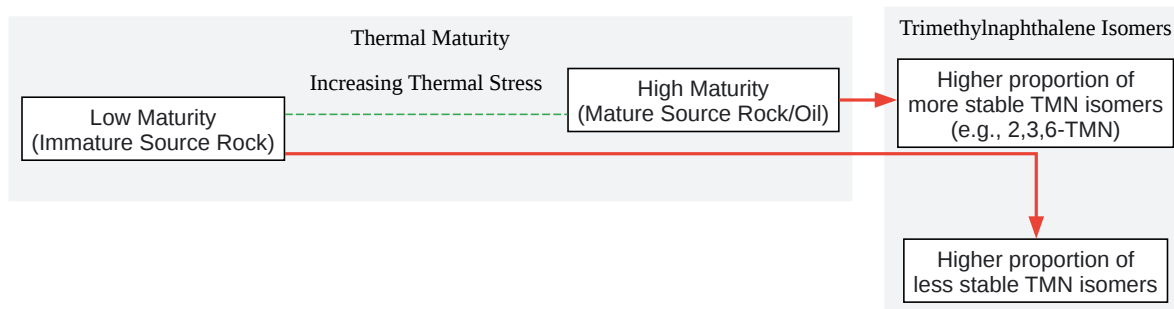 Thermal Maturity
Increasing Thermal Stress
Low Maturity
(Immature Source Rock)
High Maturity
(Mature Source Rock/Oil)
Trimethylnaphthalene Isomers
Higher proportion of
more stable TMN isomers
(e.g., 2,3,6-TMN)
Higher proportion of
less stable TMN isomers